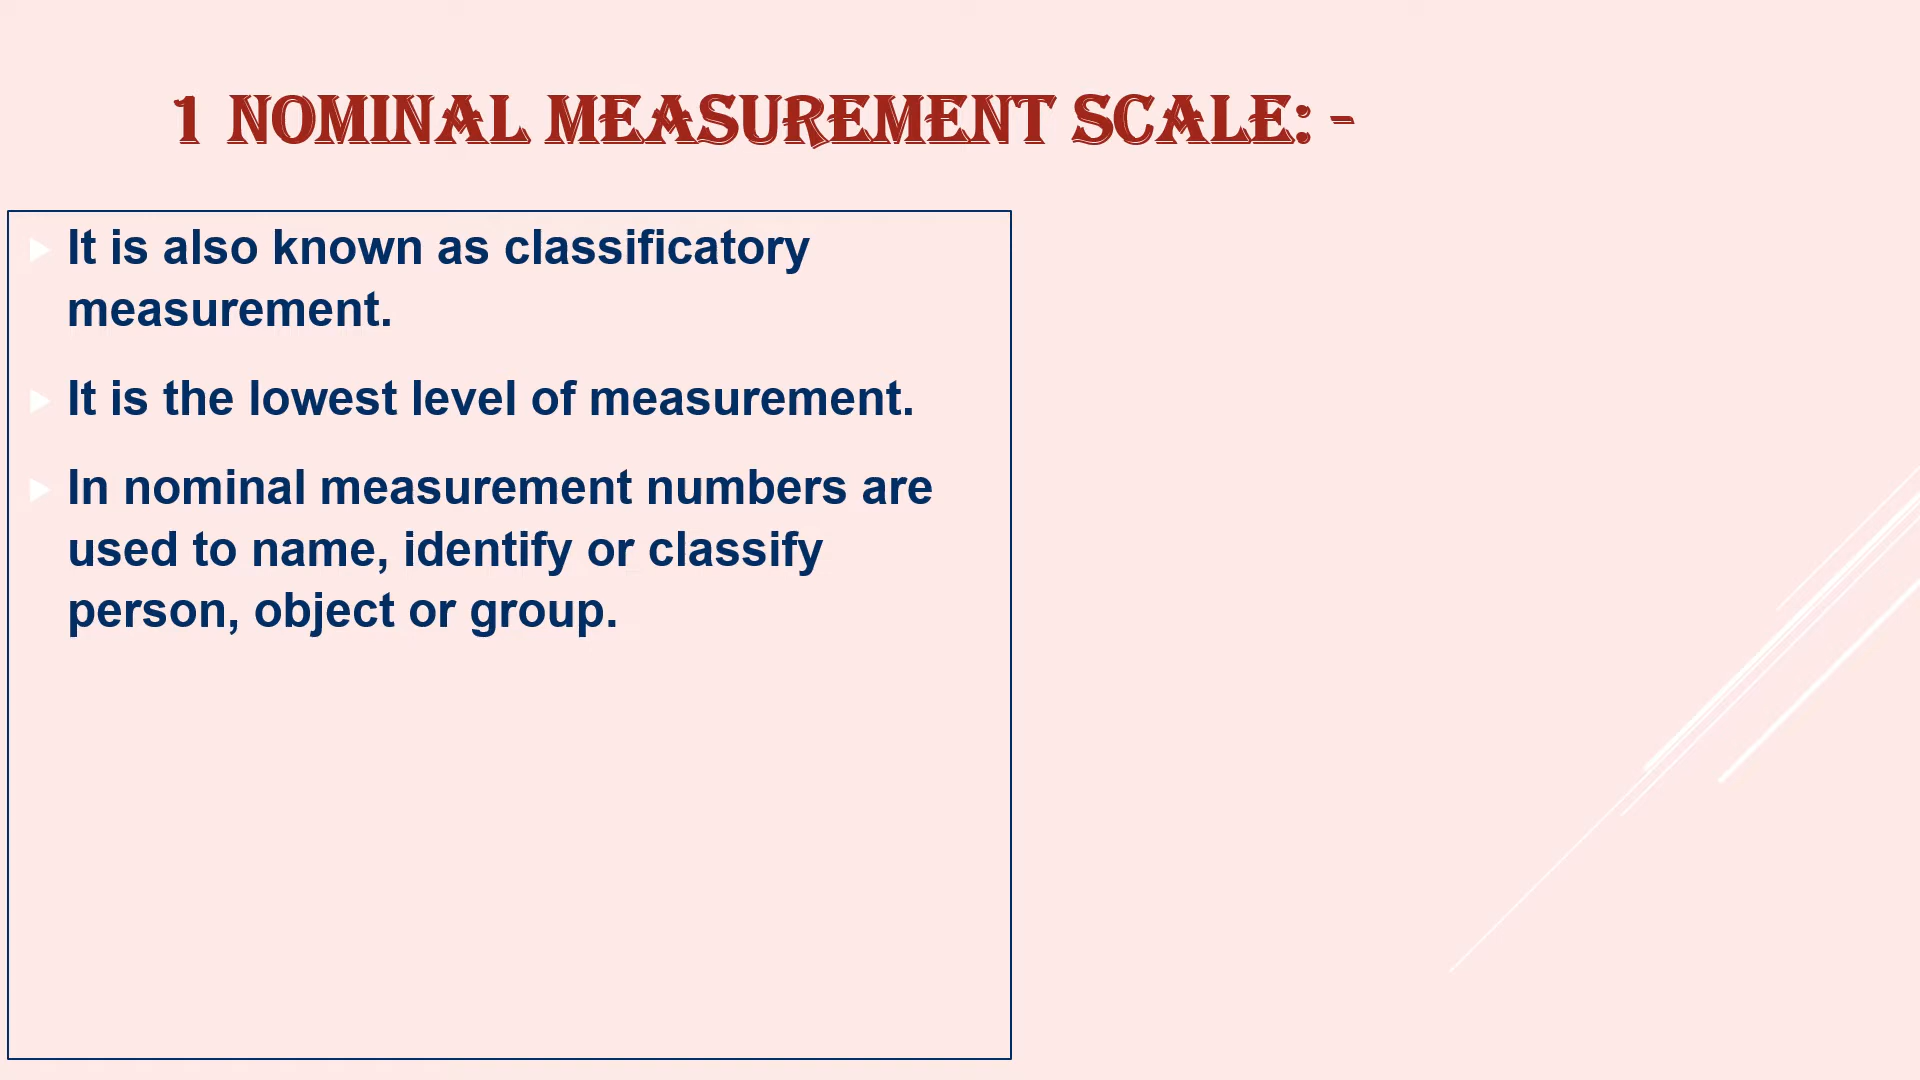 1 NOMINAL MEASUREMENT SCALE: -
It is also known as classificatory
measurement.
It is the lowest level of measurement.
In nominal measurement numbers are
used to name, identify or classify
person, object or group.